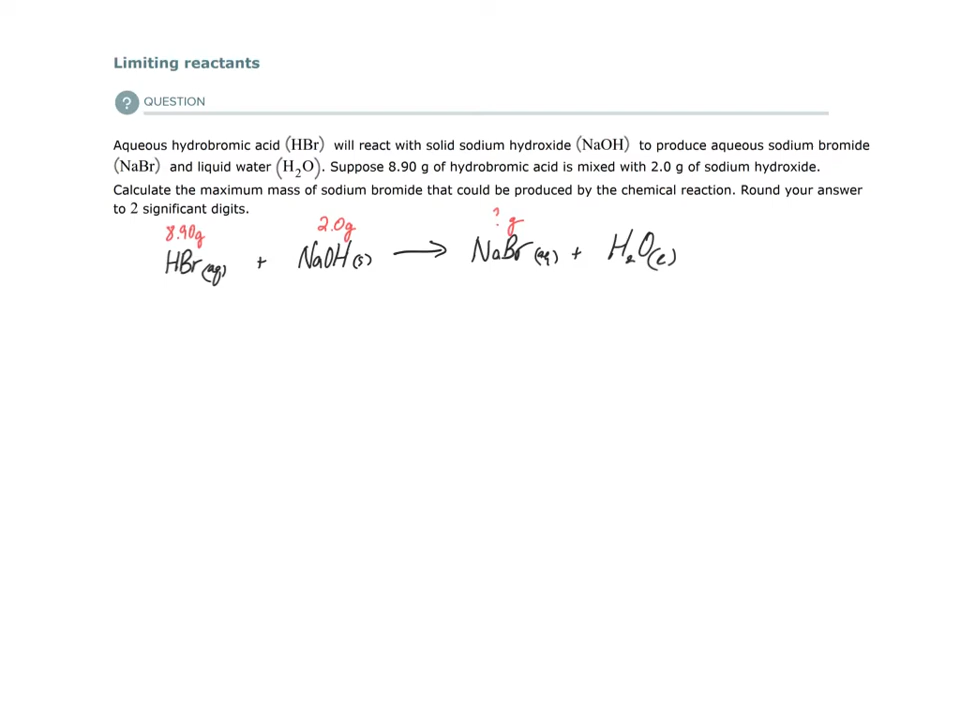 Limiting reactants
? QUESTION
Aqueous hydrobromic acid (HBr) will react with solid sodium hydroxide (NaOH) to produce aqueous sodium bromide
(NaBr) and liquid water (H₂O). Suppose 8.90 g of hydrobromic acid is mixed with 2.0 g of sodium hydroxide.
Calculate the maximum mass of sodium bromide that could be produced by the chemical reaction. Round your answer
to 2 significant digits.
8.90g 2.0g ? g
HBr(aq) + NaOH(s) ⟶ NaBr(aq) + H₂O(l)